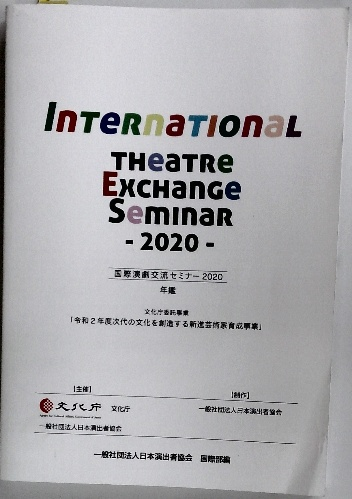 INTERNATIONAL
THEATRE
EXCHANGE
SEMINAR
- 2020 -
国際演劇交流セミナー2020
年鑑
文化庁委託事業
「令和2年度次代の文化を創造する新進芸術家育成事業」
【主催】
【制作】
文化庁 文化庁
一般社団法人日本演出者協会
一般社団法人日本演出者協会
一般社団法人日本演出者協会 国際部編